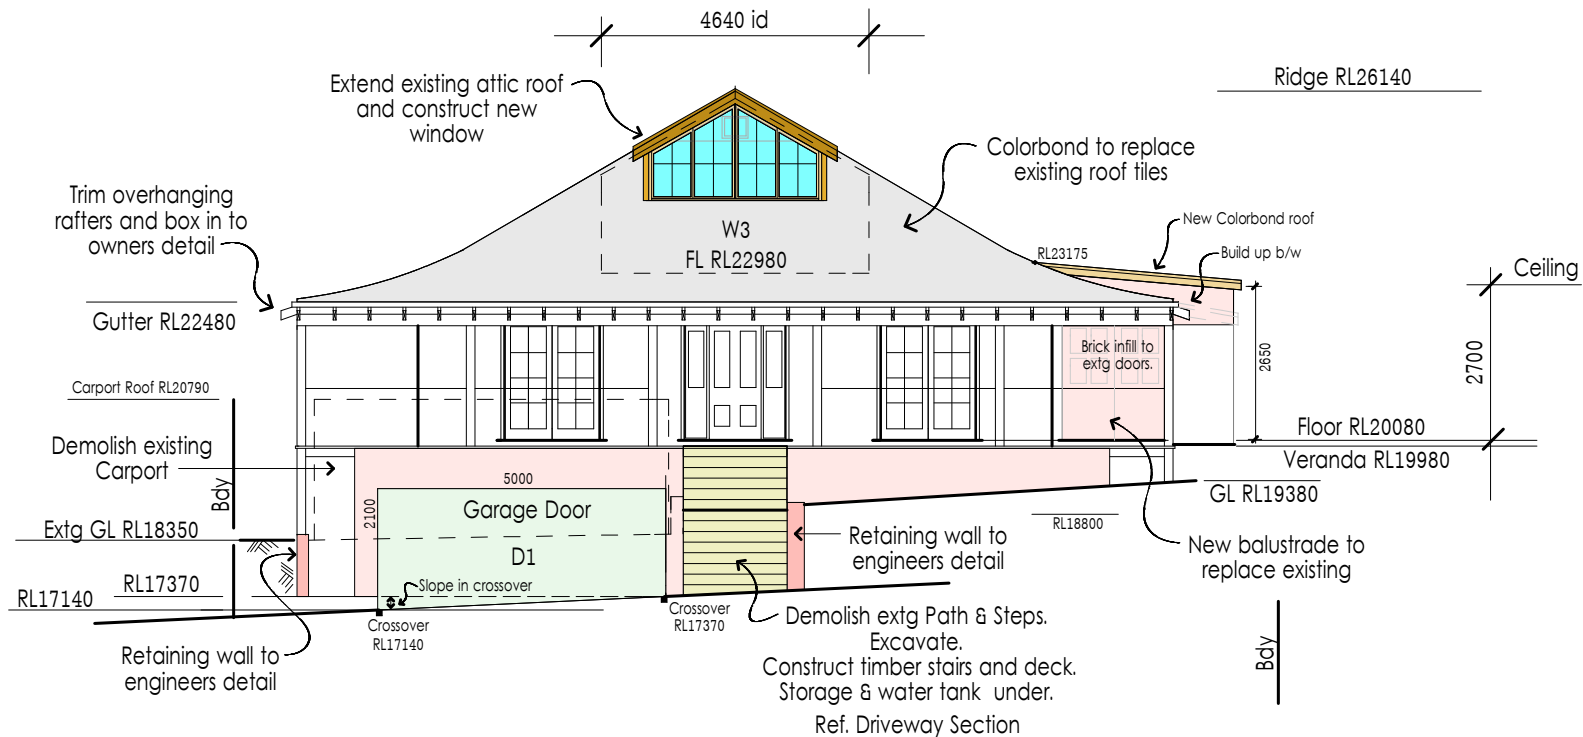 4640 id
Ridge RL26140
Extend existing attic roof
and construct new
window
Colorbond to replace
existing roof tiles
Trim overhanging
rafters and box in to
owners detail
New Colorbond roof
W3
FL RL22980
RL23175
Build up b/w
Ceiling
Gutter RL22480
Brick infill to
extg doors.
2650
2700
Carport Roof RL20790
Floor RL20080
Veranda RL19980
Demolish existing
Carport
Bdy
5000
2100
Garage Door
D1
GL RL19380
RL18800
Extg GL RL18350
Retaining wall to
engineers detail
New balustrade to
replace existing
RL17370
RL17140
Slope in crossover
Crossover
RL17140
Crossover
RL17370
Demolish extg Path & Steps.
Excavate.
Construct timber stairs and deck.
Storage & water tank under.
Ref. Driveway Section
Retaining wall to
engineers detail
Bdy